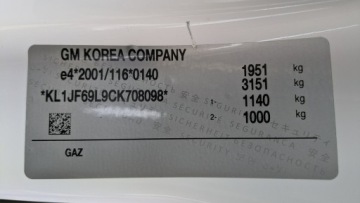 GM KOREA COMPANY
e4*2001/116*0140 1951 kg
3151 kg
*KL1JF69L9CK708098* 1- 1140 kg
2- 1000 kg
GAZ